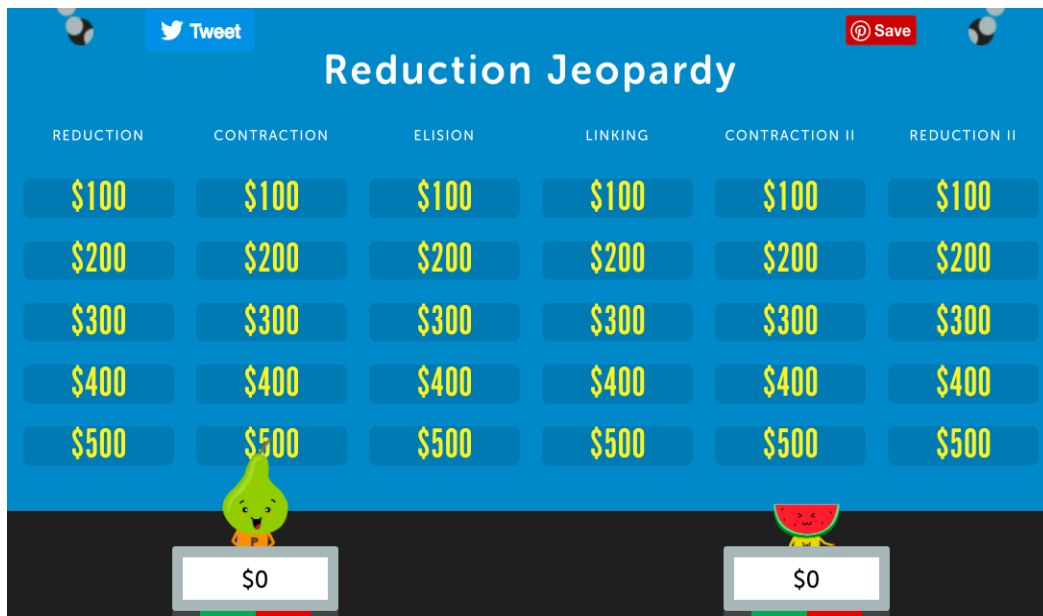 Tweet
Save
Reduction Jeopardy
REDUCTION CONTRACTION ELISION LINKING CONTRACTION II REDUCTION II
$100 $100 $100 $100 $100 $100
$200 $200 $200 $200 $200 $200
$300 $300 $300 $300 $300 $300
$400 $400 $400 $400 $400 $400
$500 $500 $500 $500 $500 $500
P W
$0 $0